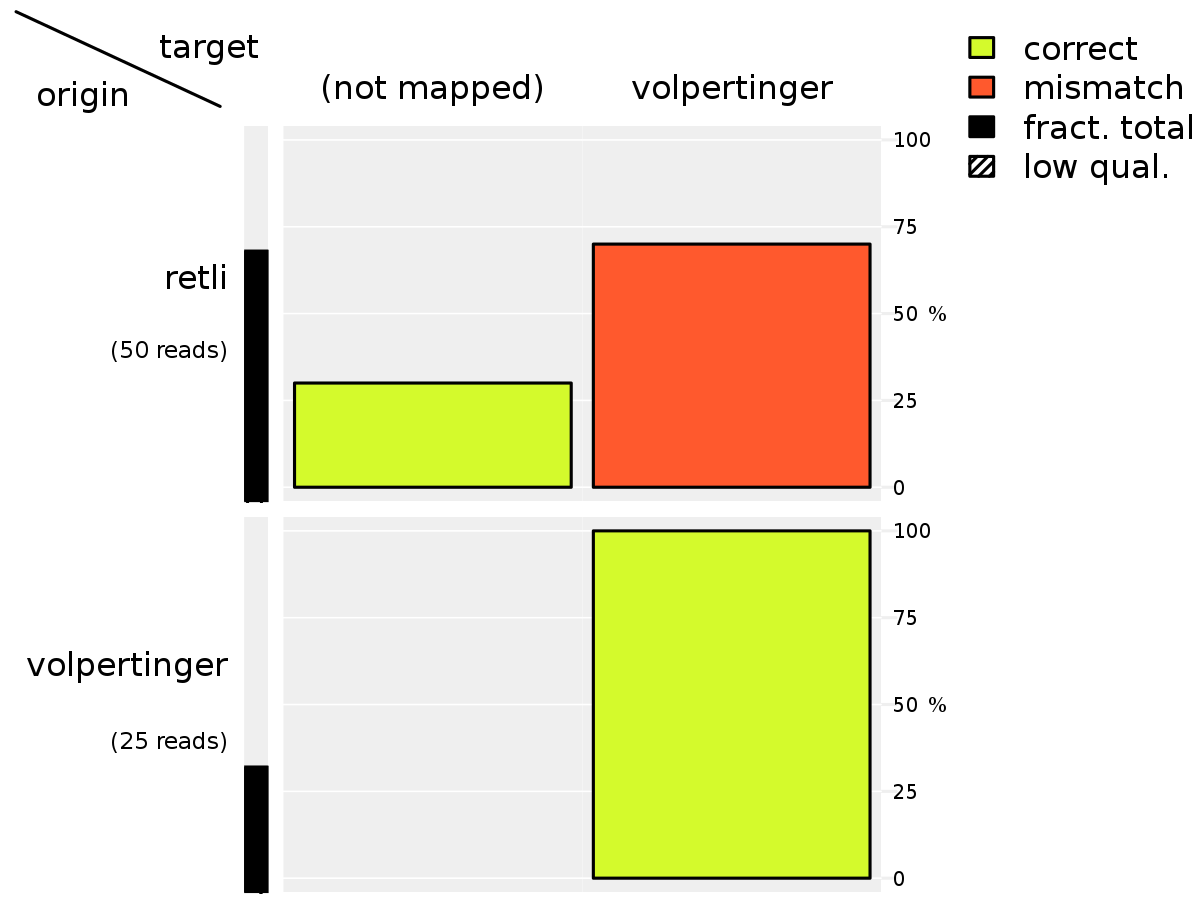 target
origin
(not mapped) volpertinger
correct
mismatch
fract. total
low qual.
retli
(50 reads)
100
75
50 %
25
0
volpertinger
(25 reads)
100
75
50 %
25
0